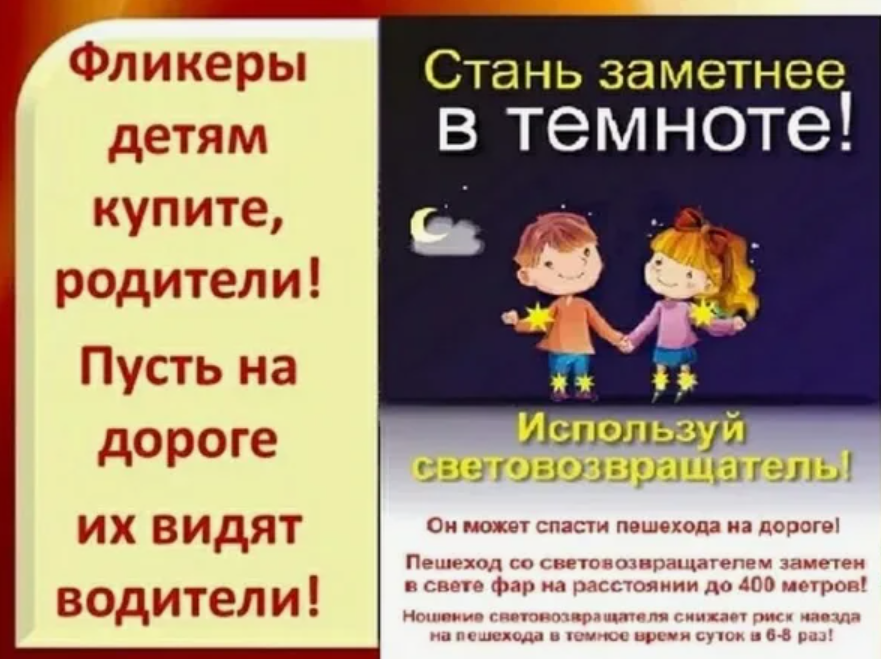 Фликеры
детям
купите,
родители!
Пусть на
дороге
их видят
водители!
Стань заметнее
в темноте!
Используй
световозвращатель!
Он может спасти пешехода на дороге!
Пешеход со световозвращателем заметен
в свете фар на расстоянии до 400 метров!
Ношение световозвращателя снижает риск наезда
на пешехода в темное время суток в 6-8 раз!